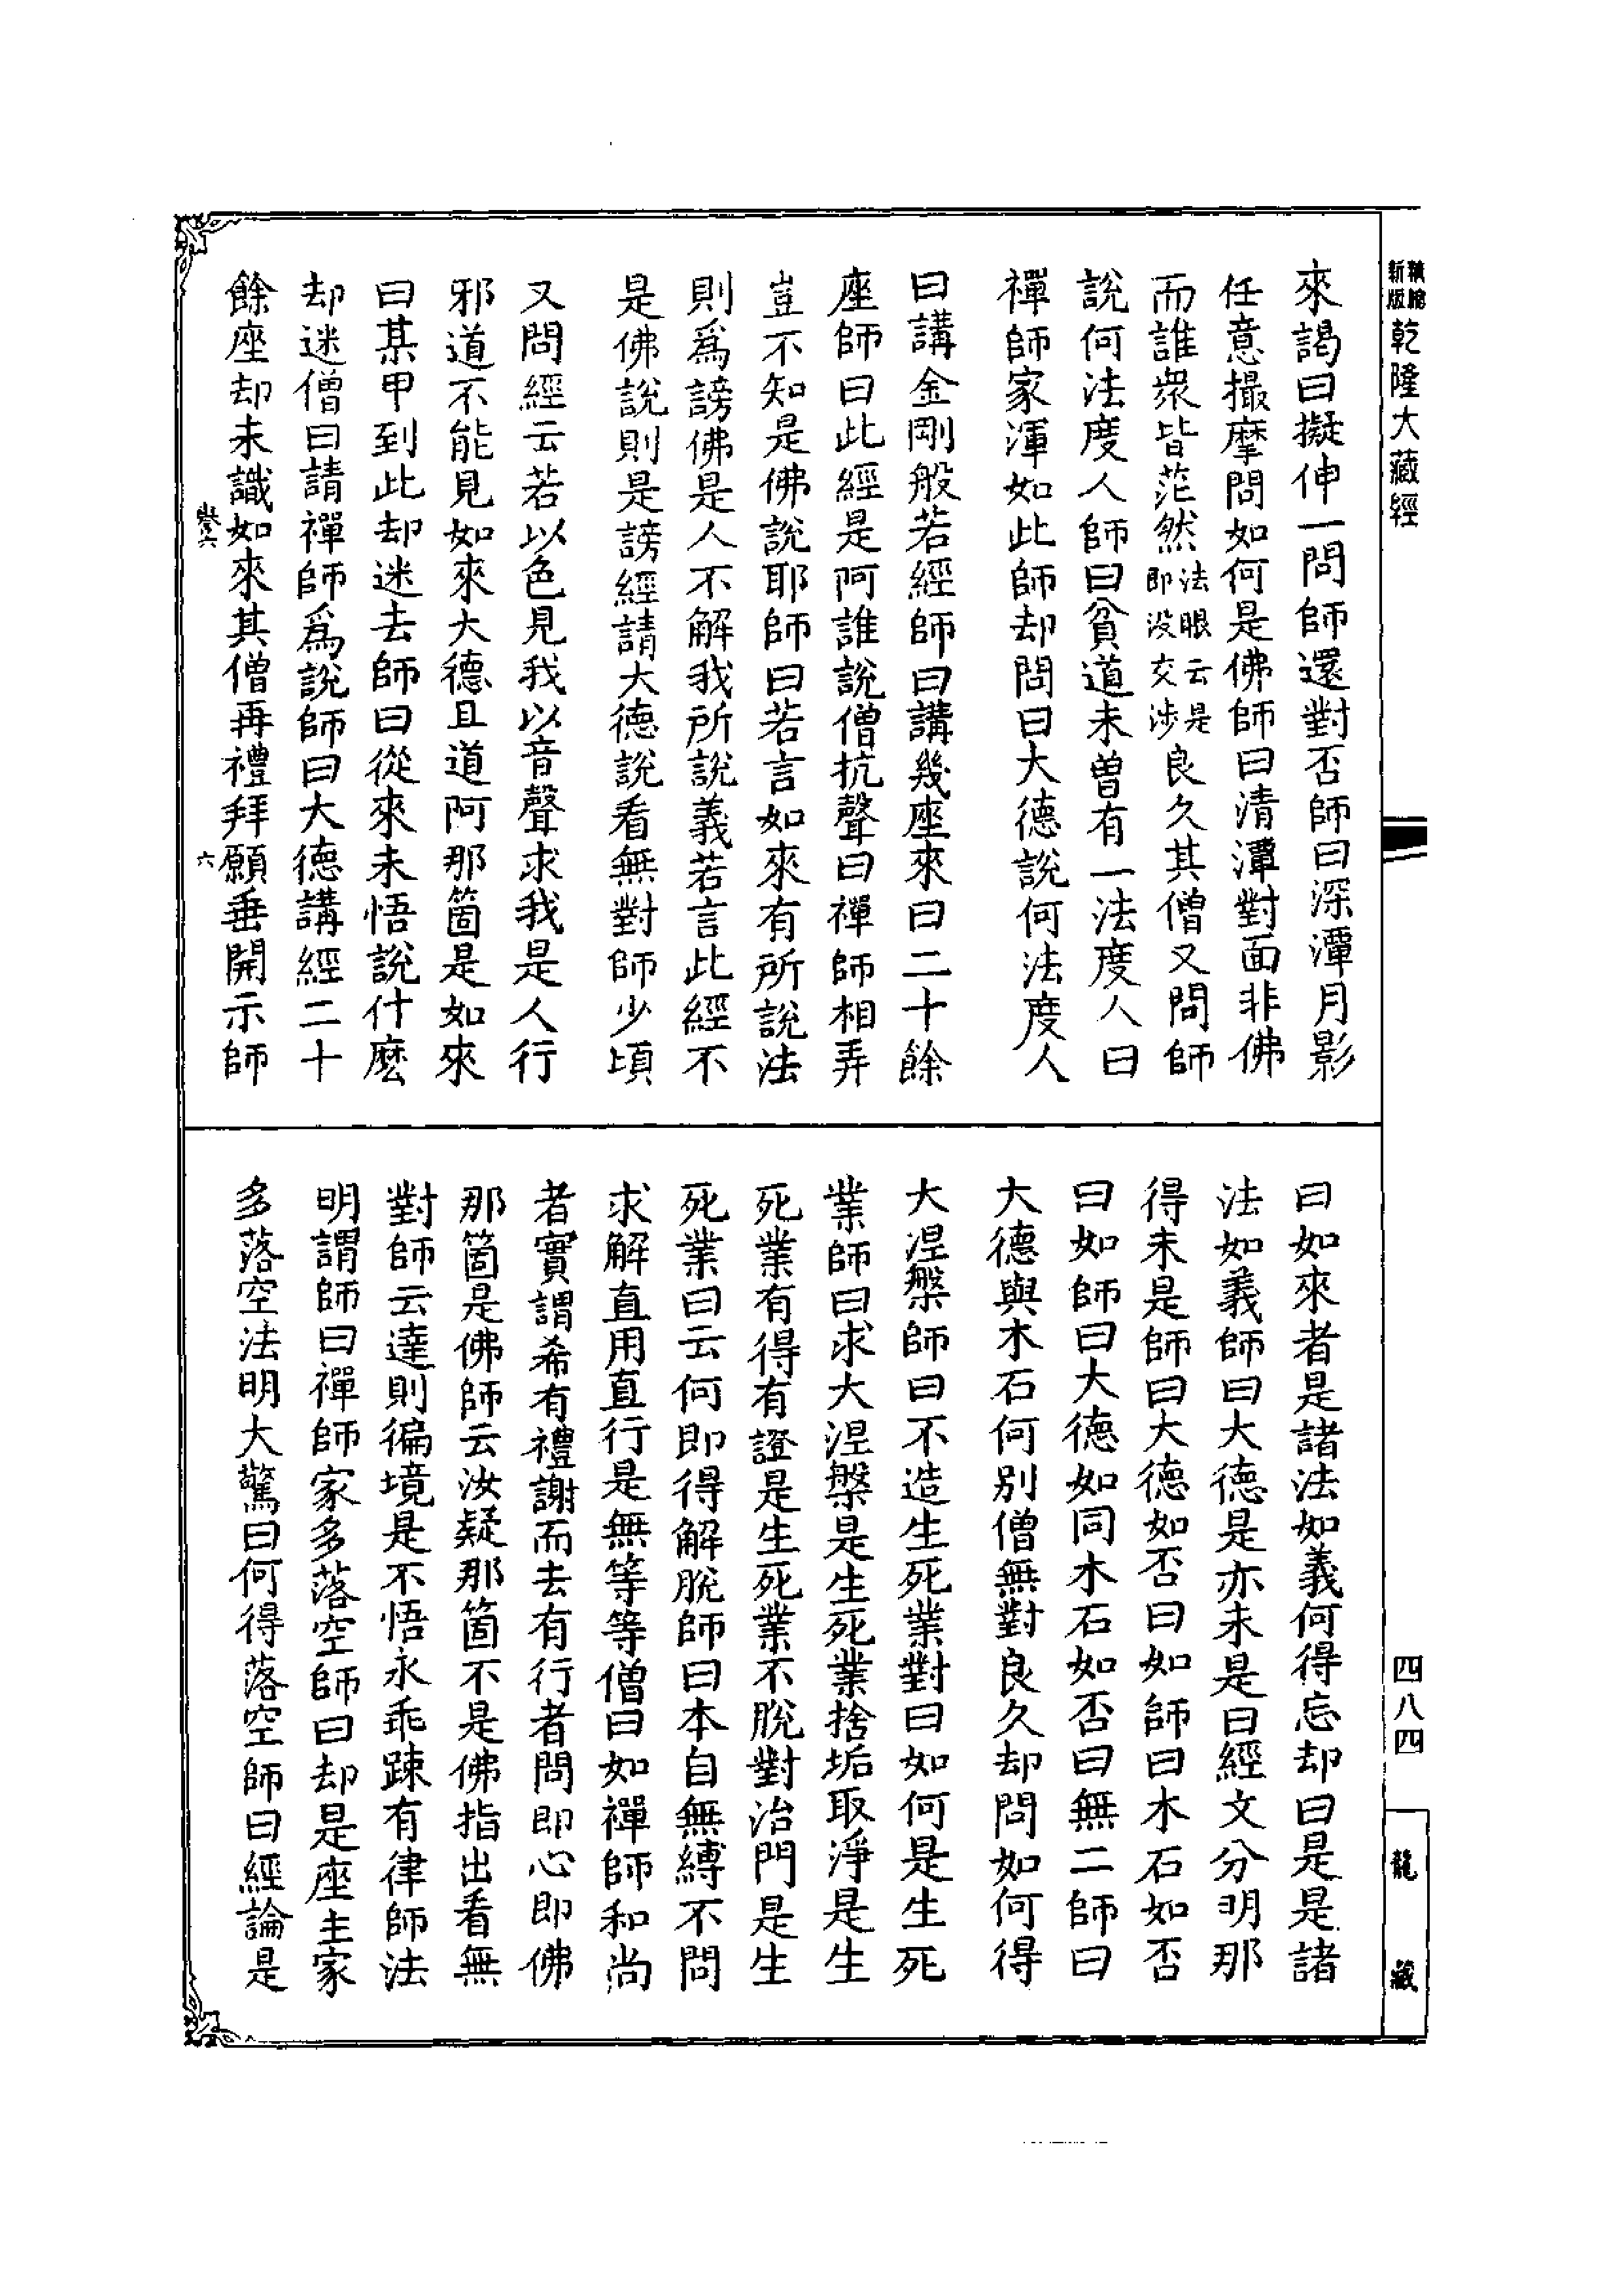 新版
乾隆大藏經
四八四
龍藏
來謁曰擬伸一問師還對否師曰深潭月影
任意撮摩問如何是佛師曰清潭對面非佛
而誰衆皆茫然法眼云是即没交涉良久其僧又問師
說何法度人師曰貧道未曾有一法度人曰
禪師家渾如此師却問曰大德說何法度人
曰講金剛般若經師曰講幾座來曰二十餘
座師曰此經是阿誰說僧抗聲曰禪師相弄
豈不知是佛說耶師曰若言如來有所說法
則爲謗佛是人不解我所說義若言此經不
是佛說則是謗經請大德說看無對師少頃
又問經云若以色見我以音聲求我是人行
邪道不能見如來大德且道阿那箇是如來
曰某甲到此却迷去師曰從來未悟說什麽
却迷僧曰請禪師爲說師曰大德講經二十
餘座却未識如來其僧再禮拜願垂開示師
六
曰如來者是諸法如義何得忘却曰是是諸
法如義師曰大德是亦未是曰經文分明那
得未是師曰大德如否曰如師曰木石如否
曰如師曰大德如同木石如否曰無二師曰
大德與木石何別僧無對良久却問如何得
大涅槃師曰不造生死業對曰如何是生死
業師曰求大涅槃是生死業捨垢取淨是生
死業有得有證是生死業不脫對治門是生
死業曰云何即得解脫師曰本自無縛不問
求解直用直行是無等等僧曰如禪師和尚
者實謂希有禮謝而去有行者問即心即佛
那箇是佛師云汝疑那箇不是佛指出看無
對師云達則徧境是不悟永乖踈有律師法
明謂師曰禪師家多落空師曰却是座主家
多落空法明大驚曰何得落空師曰經論是